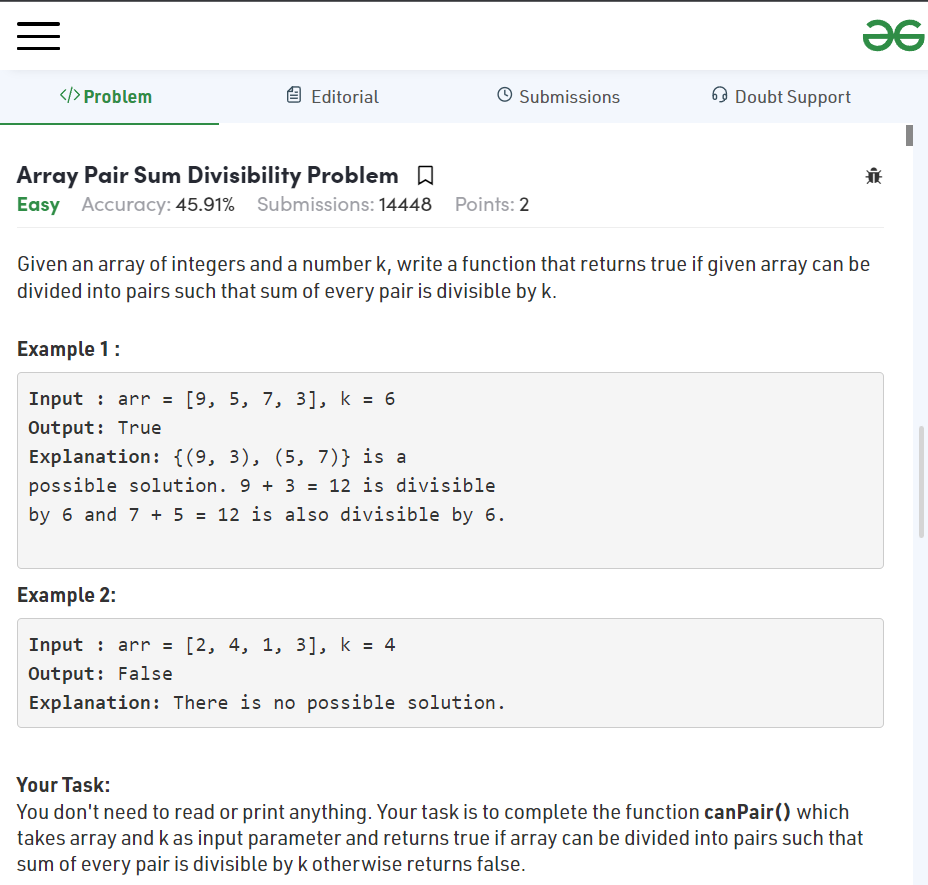 </> Problem
Editorial
Submissions
Doubt Support
Array Pair Sum Divisibility Problem
Easy Accuracy: 45.91% Submissions: 14448 Points: 2
Given an array of integers and a number k, write a function that returns true if given array can be
divided into pairs such that sum of every pair is divisible by k.
Example 1 :
Input : arr = [9, 5, 7, 3], k = 6
Output: True
Explanation: {(9, 3), (5, 7)} is a
possible solution. 9 + 3 = 12 is divisible
by 6 and 7 + 5 = 12 is also divisible by 6.
Example 2:
Input : arr = [2, 4, 1, 3], k = 4
Output: False
Explanation: There is no possible solution.
Your Task:
You don't need to read or print anything. Your task is to complete the function canPair() which
takes array and k as input parameter and returns true if array can be divided into pairs such that
sum of every pair is divisible by k otherwise returns false.